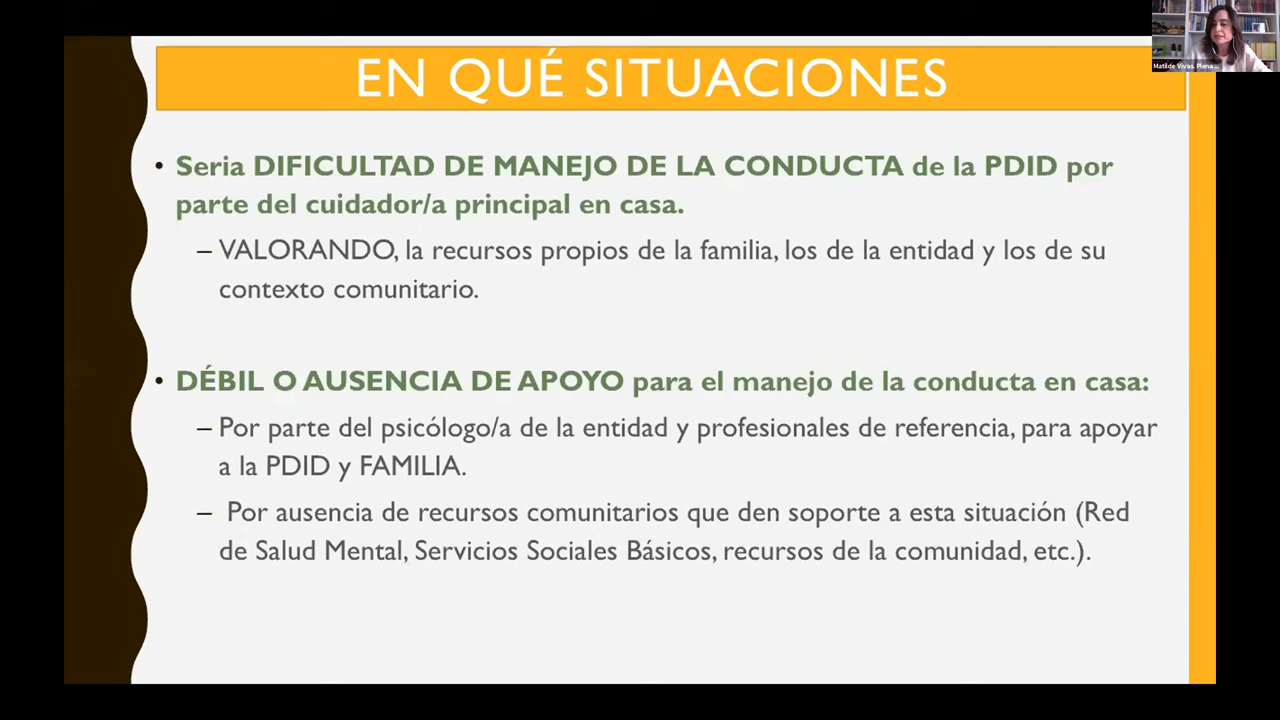 EN QUÉ SITUACIONES
Matilde Vivas. Plena...
• Seria DIFICULTAD DE MANEJO DE LA CONDUCTA de la PDID por
parte del cuidador/a principal en casa.
– VALORANDO, la recursos propios de la familia, los de la entidad y los de su
contexto comunitario.
• DÉBIL O AUSENCIA DE APOYO para el manejo de la conducta en casa:
– Por parte del psicólogo/a de la entidad y profesionales de referencia, para apoyar
a la PDID y FAMILIA.
– Por ausencia de recursos comunitarios que den soporte a esta situación (Red
de Salud Mental, Servicios Sociales Básicos, recursos de la comunidad, etc.).